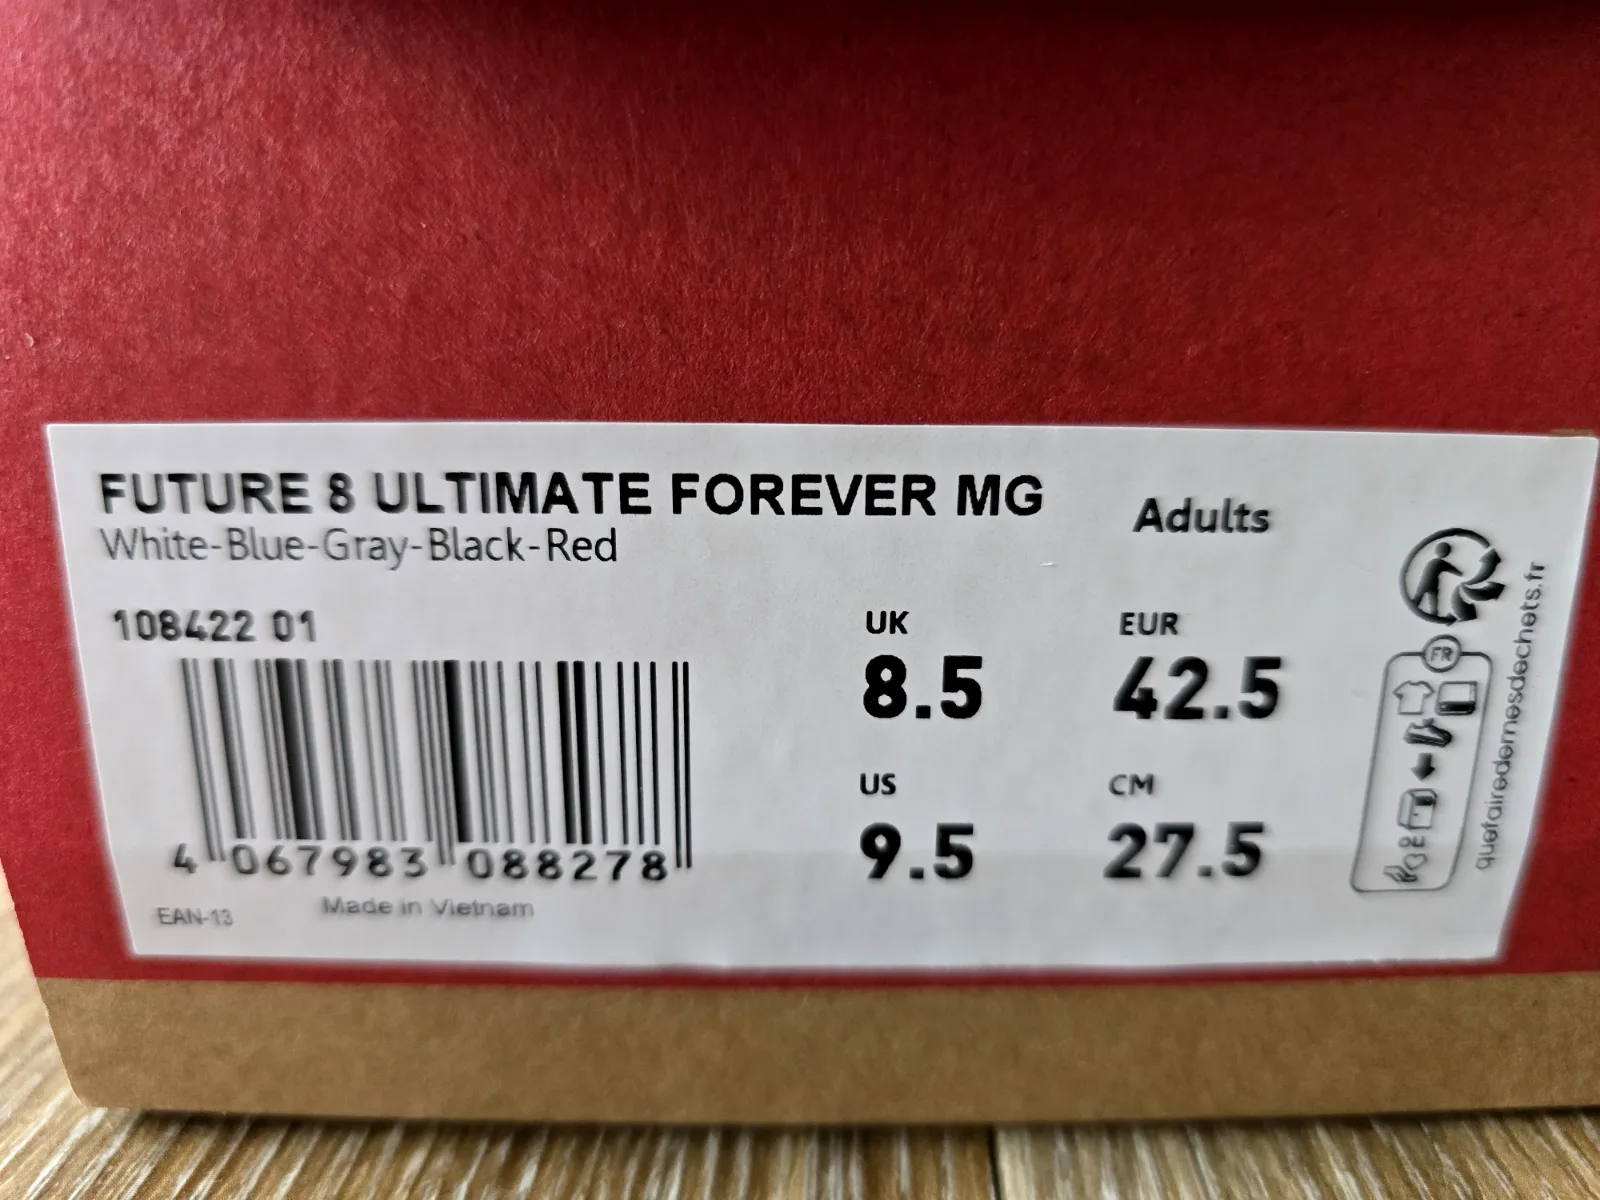 FUTURE 8 ULTIMATE FOREVER MG
White-Blue-Gray-Black-Red
Adults
108422 01
UK
8.5
EUR
42.5
US
9.5
CM
27.5
4 067983 088278
EAN-13
Made in Vietnam
FR
quefairedemesdechets.fr